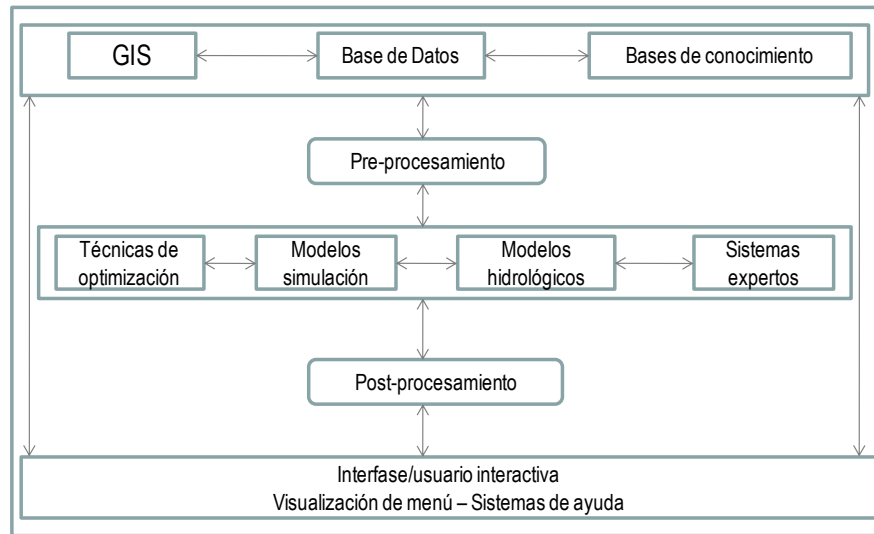 GIS
Base de Datos
Bases de conocimiento
Pre-procesamiento
Técnicas de
optimización
Modelos
simulación
Modelos
hidrológicos
Sistemas
expertos
Post-procesamiento
Interfase/usuario interactiva
Visualización de menú – Sistemas de ayuda